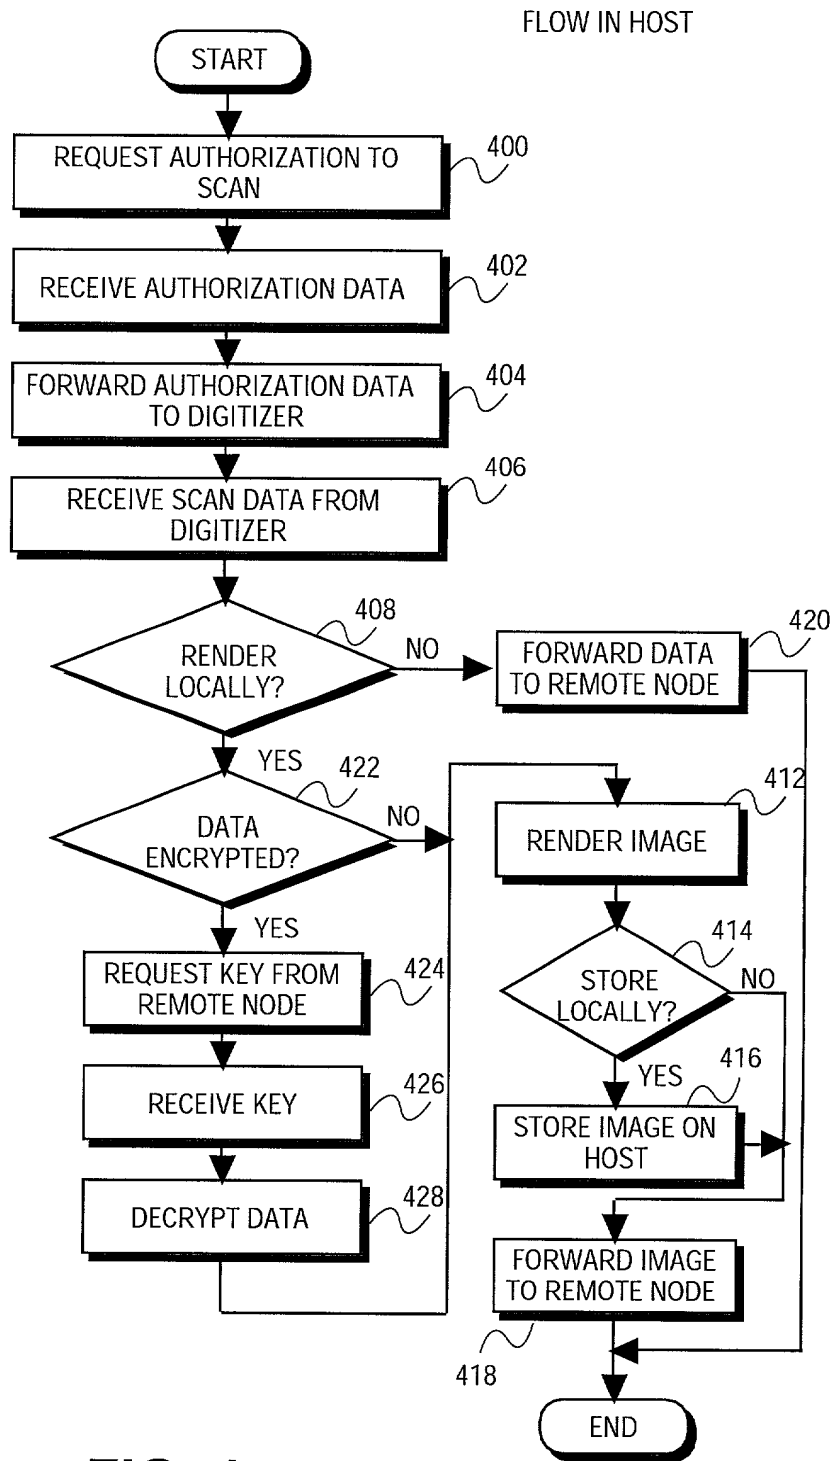 FLOW IN HOST
START
REQUEST AUTHORIZATION TO
SCAN
400
RECEIVE AUTHORIZATION DATA
402
FORWARD AUTHORIZATION DATA
TO DIGITIZER
404
RECEIVE SCAN DATA FROM
DIGITIZER
406
RENDER
LOCALLY?
408
NO
FORWARD DATA
TO REMOTE NODE
420
YES
DATA
ENCRYPTED?
422
NO
RENDER IMAGE
412
YES
REQUEST KEY FROM
REMOTE NODE
424
STORE
LOCALLY?
414
NO
RECEIVE KEY
426
YES
STORE IMAGE ON
HOST
416
DECRYPT DATA
428
FORWARD IMAGE
TO REMOTE NODE
418
END